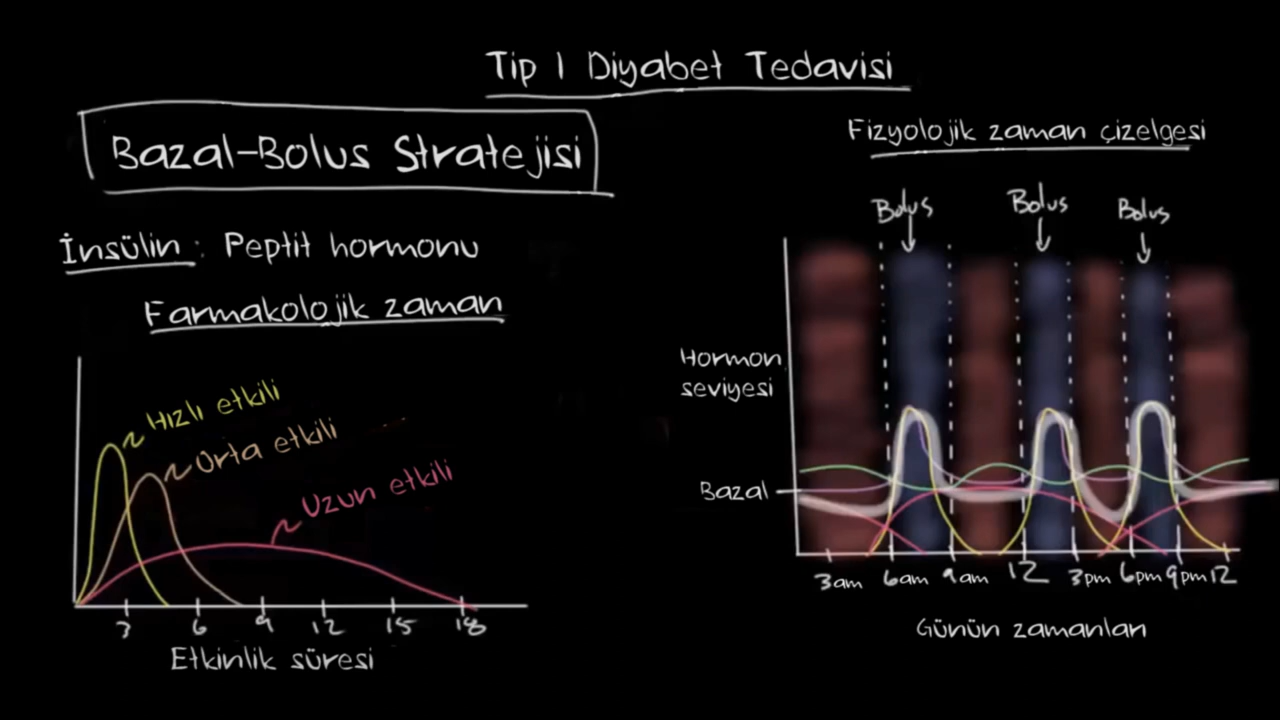 Tip 1 Diyabet Tedavisi
Bazal-Bolus Stratejisi
İnsülin : Peptit hormonu
Farmakolojik zaman
Hızlı etkili
Orta etkili
Uzun etkili
3 6 9 12 15 18
Etkinlik süresi
Fizyolojik zaman çizelgesi
Bolus Bolus Bolus
Hormon
seviyesi
Bazal
3am 6am 9am 12 3pm 6pm 9pm 12
Günün zamanları